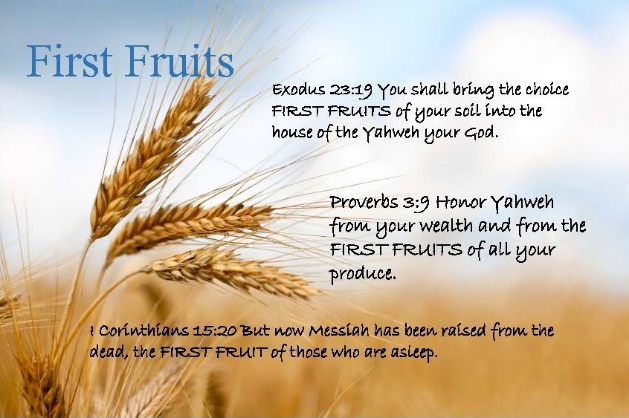 First Fruits
Exodus 23:19 You shall bring the choice
FIRST FRUITS of your soil into the
house of the Yahweh your God.
Proverbs 3:9 Honor Yahweh
from your wealth and from the
FIRST FRUITS of all your
produce.
1 Corinthians 15:20 But now Messiah has been raised from the
dead, the FIRST FRUIT of those who are asleep.